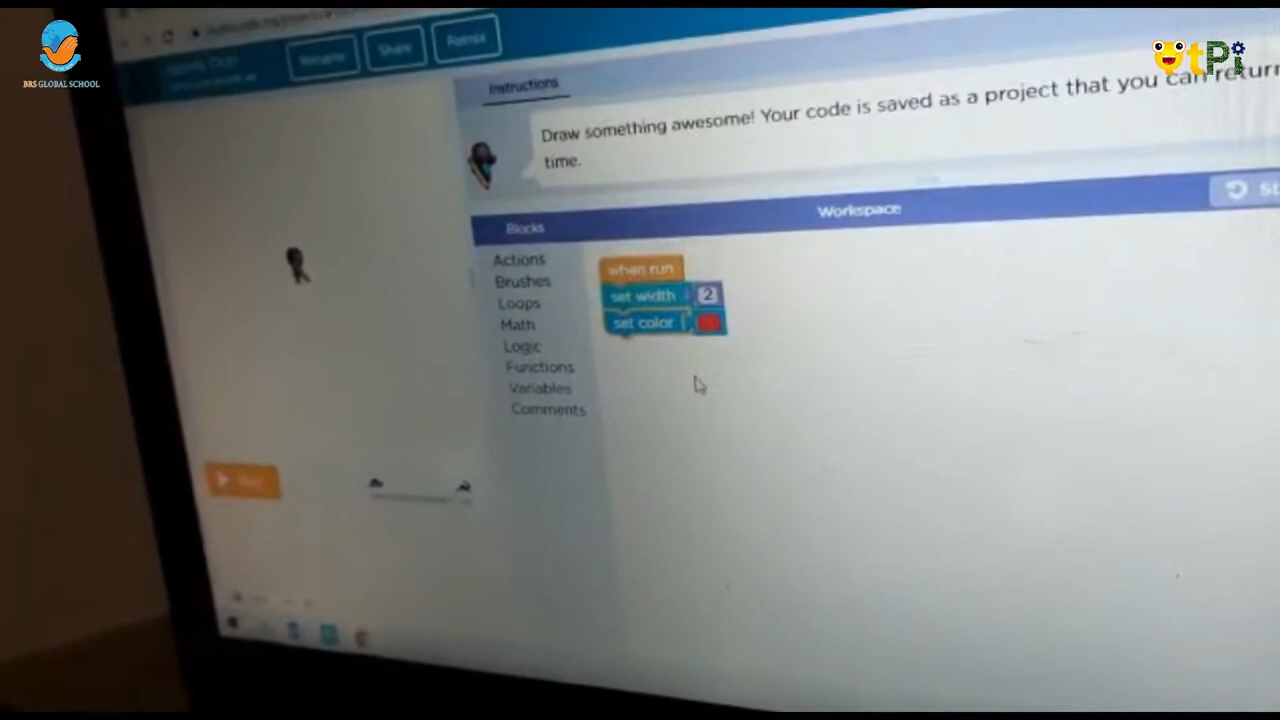 BRS GLOBAL SCHOOL
utPi
Rename
Share
Remix
Instructions
Draw something awesome! Your code is saved as a project that you can return
time.
Blocks
Workspace
Actions
Brushes
Loops
Math
Logic
Functions
Variables
Comments
when run
set width 2
set color
Run